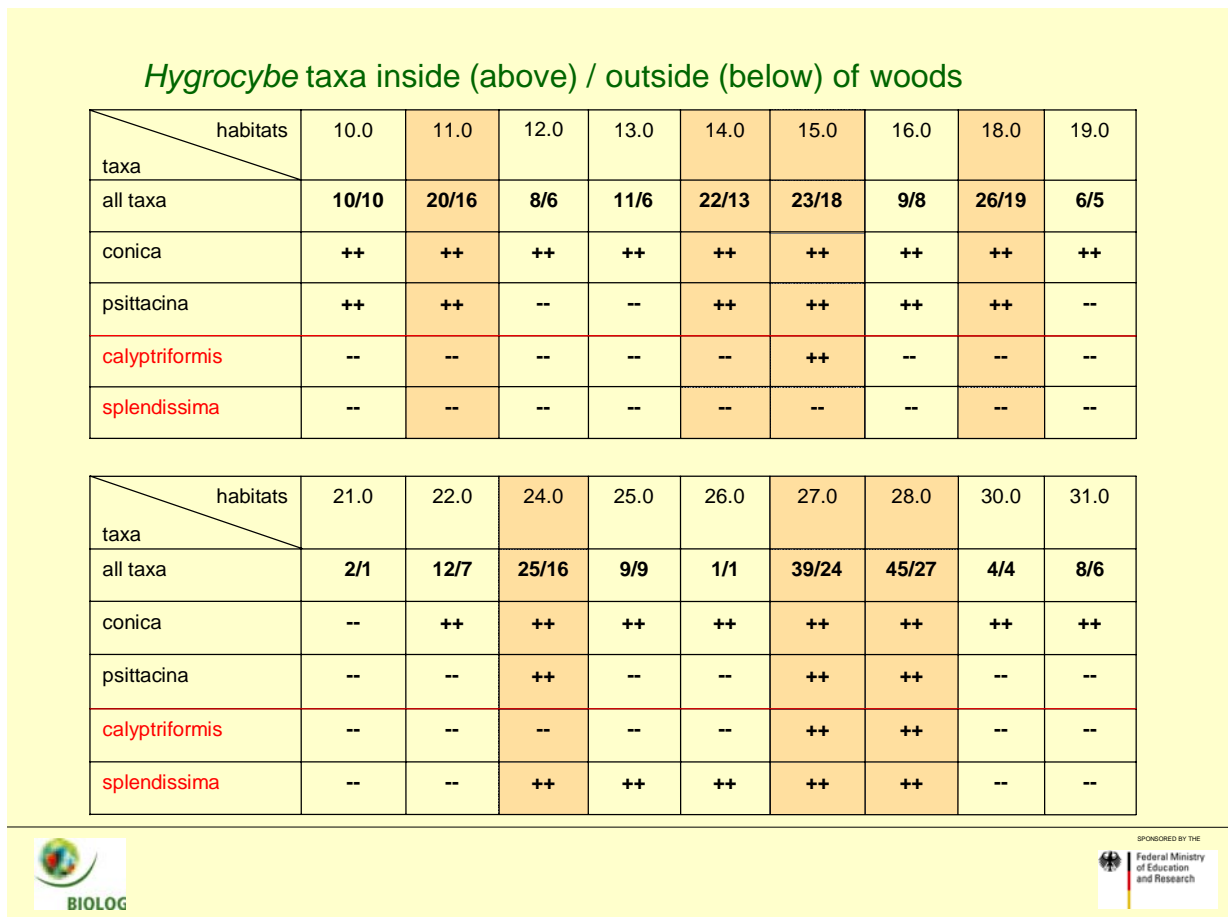 Hygrocybe taxa inside (above) / outside (below) of woods
habitats 10.0 11.0 12.0 13.0 14.0 15.0 16.0 18.0 19.0
taxa
all taxa 10/10 20/16 8/6 11/6 22/13 23/18 9/8 26/19 6/5
conica ++ ++ ++ ++ ++ ++ ++ ++ ++
psittacina ++ ++ -- -- ++ ++ ++ ++ --
calyptriformis -- -- -- -- -- ++ -- -- --
splendissima -- -- -- -- -- -- -- -- --
habitats 21.0 22.0 24.0 25.0 26.0 27.0 28.0 30.0 31.0
taxa
all taxa 2/1 12/7 25/16 9/9 1/1 39/24 45/27 4/4 8/6
conica -- ++ ++ ++ ++ ++ ++ ++ ++
psittacina -- -- ++ -- -- ++ ++ -- --
calyptriformis -- -- -- -- -- ++ ++ -- --
splendissima -- -- ++ ++ ++ ++ ++ -- --
BIOLOG
SPONSORED BY THE
Federal Ministry
of Education
and Research